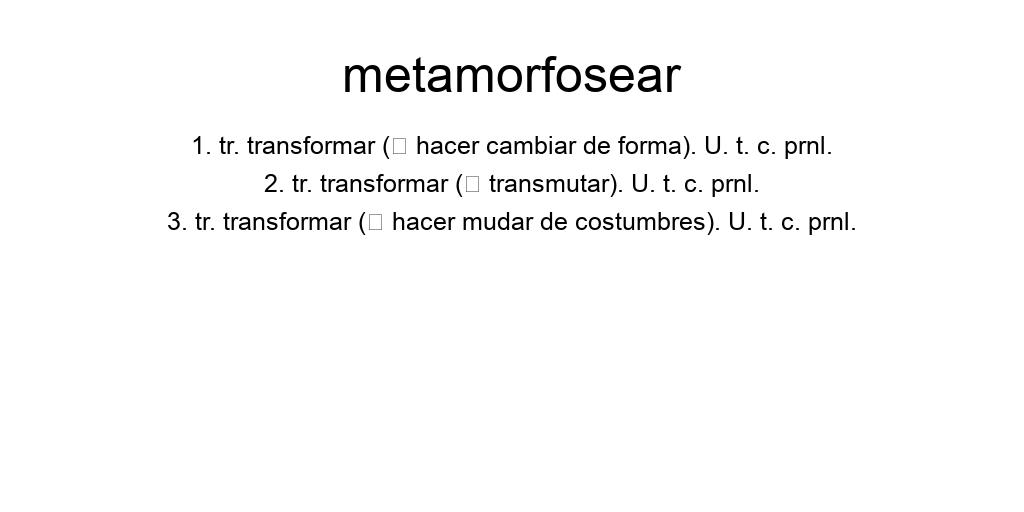 metamorfosear
1. tr. transformar (□ hacer cambiar de forma). U. t. c. prnl.
2. tr. transformar (□ transmutar). U. t. c. prnl.
3. tr. transformar (□ hacer mudar de costumbres). U. t. c. prnl.